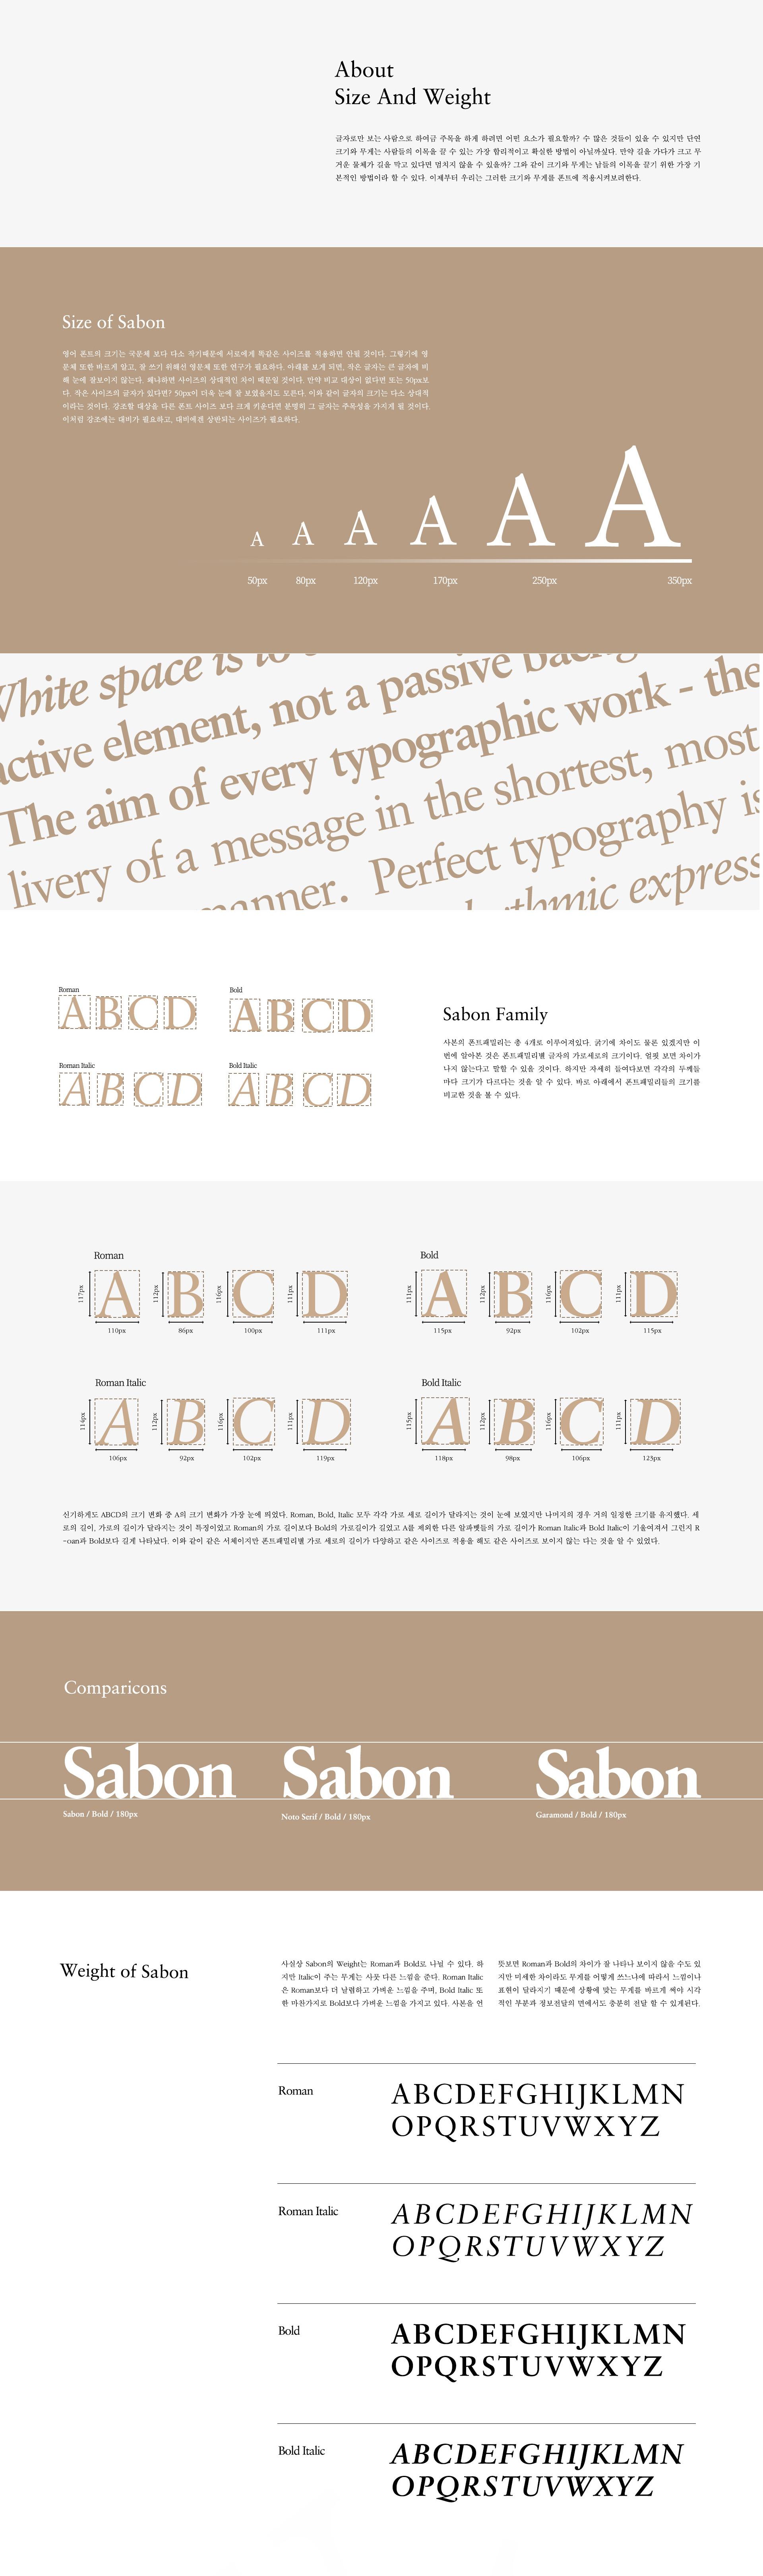 About
Size And Weight
글자로만 보는 사람으로 하여금 주목을 하게 하려면 어떤 요소가 필요할까? 수 많은 것들이 있을 수 있지만 단연
크기와 무게는 사람들의 이목을 끌 수 있는 가장 합리적이고 확실한 방법이 아닐까싶다. 만약 길을 가다가 크고 무
거운 물체가 길을 막고 있다면 멈치지 않을 수 있을까? 그와 같이 크기와 무게는 남들의 이목을 끌기 위한 가장 기
본적인 방법이라 할 수 있다. 이제부터 우리는 그러한 크기와 무게를 폰트에 적용시켜보려한다.
Size of Sabon
영어 폰트의 크기는 국문체 보다 다소 작기때문에 서로에게 똑같은 사이즈를 적용하면 안될 것이다. 그렇기에 영
문체 또한 바르게 알고, 잘 쓰기 위해선 영문체 또한 연구가 필요하다. 아래를 보게 되면, 작은 글자는 큰 글자에 비
해 눈에 잘보이지 않는다. 왜냐하면 사이즈의 상대적인 차이 때문일 것이다. 만약 비교 대상이 없다면 또는 50px보
다. 작은 사이즈의 글자가 있다면? 50px이 더욱 눈에 잘 보였을지도 모른다. 이와 같이 글자의 크기는 다소 상대적
이라는 것이다. 강조할 대상을 다른 폰트 사이즈 보다 크게 키운다면 분명히 그 글자는 주목성을 가지게 될 것이다.
이처럼 강조에는 대비가 필요하고, 대비에겐 상반되는 사이즈가 필요하다.
A A A A A A
50px 80px 120px 170px 250px 350px
White space is to
active element, not a passive
The aim of every typographic work - the
livery of a message in the shortest, most
manner. Perfect typography is
rhythmic express
Roman Bold
A B C D A B C D
Roman Italic Bold Italic
A B C D A B C D
Sabon Family
사본의 폰트패밀리는 총 4개로 이루어져있다. 굵기에 차이도 물론 있겠지만 이
번에 알아본 것은 폰트패밀리별 글자의 가로세로의 크기이다. 얼핏 보면 차이가
나지 않는다고 말할 수 있을 것이다. 하지만 자세히 들여다보면 각각의 두께들
마다 크기가 다르다는 것을 알 수 있다. 바로 아래에서 폰트패밀리들의 크기를
비교한 것을 볼 수 있다.
Roman Bold
117px A 112px B 116px C 111px D 111px A 112px B 116px C 111px D
110px 86px 100px 111px 115px 92px 102px 115px
Roman Italic Bold Italic
114px A 112px B 116px C 111px D 115px A 112px B 116px C 111px D
106px 92px 102px 119px 118px 98px 106px 125px
신기하게도 ABCD의 크기 변화 중 A의 크기 변화가 가장 눈에 띄었다. Roman, Bold, Italic 모두 각각 가로 세로 길이가 달라지는 것이 눈에 보였지만 나머지의 경우 거의 일정한 크기를 유지했다. 세
로의 길이, 가로의 길이가 달라지는 것이 특징이었고 Roman의 가로 길이보다 Bold의 가로길이가 길었고 A를 제외한 다른 알파벳들의 가로 길이가 Roman Italic과 Bold Italic이 기울여져서 그런지 R
-oan과 Bold보다 길게 나타났다. 이와 같이 같은 서체이지만 폰트패밀리별 가로 세로의 길이가 다양하고 같은 사이즈로 적용을 해도 같은 사이즈로 보이지 않는 다는 것을 알 수 있었다.
Comparicons
Sabon Sabon Sabon
Sabon / Bold / 180px Noto Serif / Bold / 180px Garamond / Bold / 180px
Weight of Sabon
사실상 Sabon의 Weight는 Roman과 Bold로 나뉠 수 있다. 하
지만 Italic이 주는 무게는 사뭇 다른 느낌을 준다. Roman Italic
은 Roman보다 더 날렵하고 가벼운 느낌을 주며, Bold Italic 또
한 마찬가지로 Bold보다 가벼운 느낌을 가지고 있다. 사본을 언
뜻보면 Roman과 Bold의 차이가 잘 나타나 보이지 않을 수도 있
지만 미세한 차이라도 무게를 어떻게 쓰느냐에 따라서 느낌이나
표현이 달라지기 때문에 상황에 맞는 무게를 바르게 써야 시각
적인 부분과 정보전달의 면에서도 충분히 전달 할 수 있게된다.
Roman
ABCDEFGHIJKLMN
OPQRSTUVWXYZ
Roman Italic
ABCDEFGHIJKLMN
OPQRSTUVWXYZ
Bold
ABCDEFGHIJKLMN
OPQRSTUVWXYZ
Bold Italic
ABCDEFGHIJKLMN
OPQRSTUVWXYZ